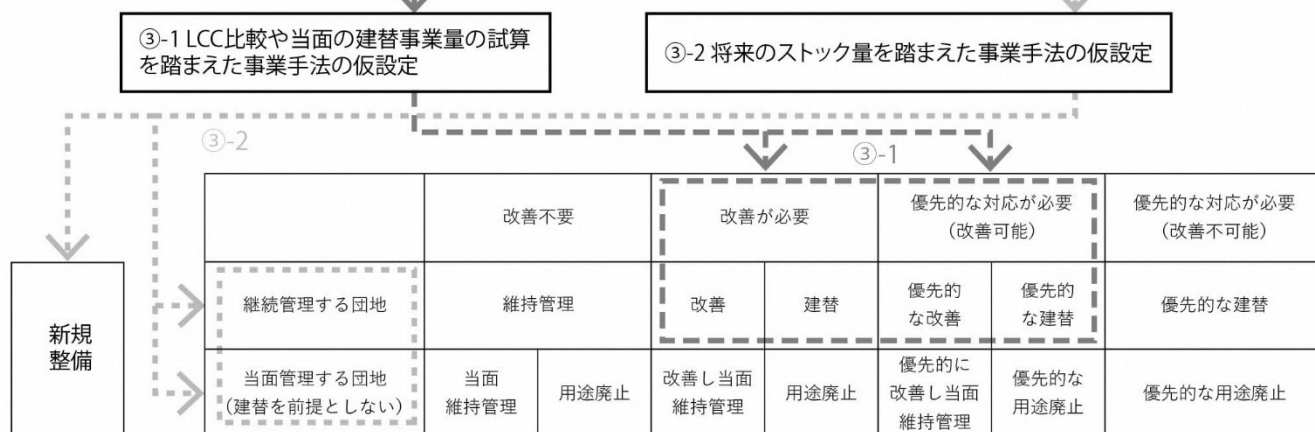 ③-1 LCC比較や当面の建替事業量の試算
を踏まえた事業手法の仮設定
③-2 将来のストック量を踏まえた事業手法の仮設定
③-2
③-1
改善不要
改善が必要
優先的な対応が必要
（改善可能）
優先的な対応が必要
（改善不可能）
新規
整備
継続管理する団地
維持管理
改善
建替
優先的
な改善
優先的
な建替
優先的な建替
当面管理する団地
（建替を前提としない）
当面
維持管理
用途廃止
改善し当面
維持管理
用途廃止
優先的に
改善し当面
維持管理
優先的な
用途廃止
優先的な用途廃止